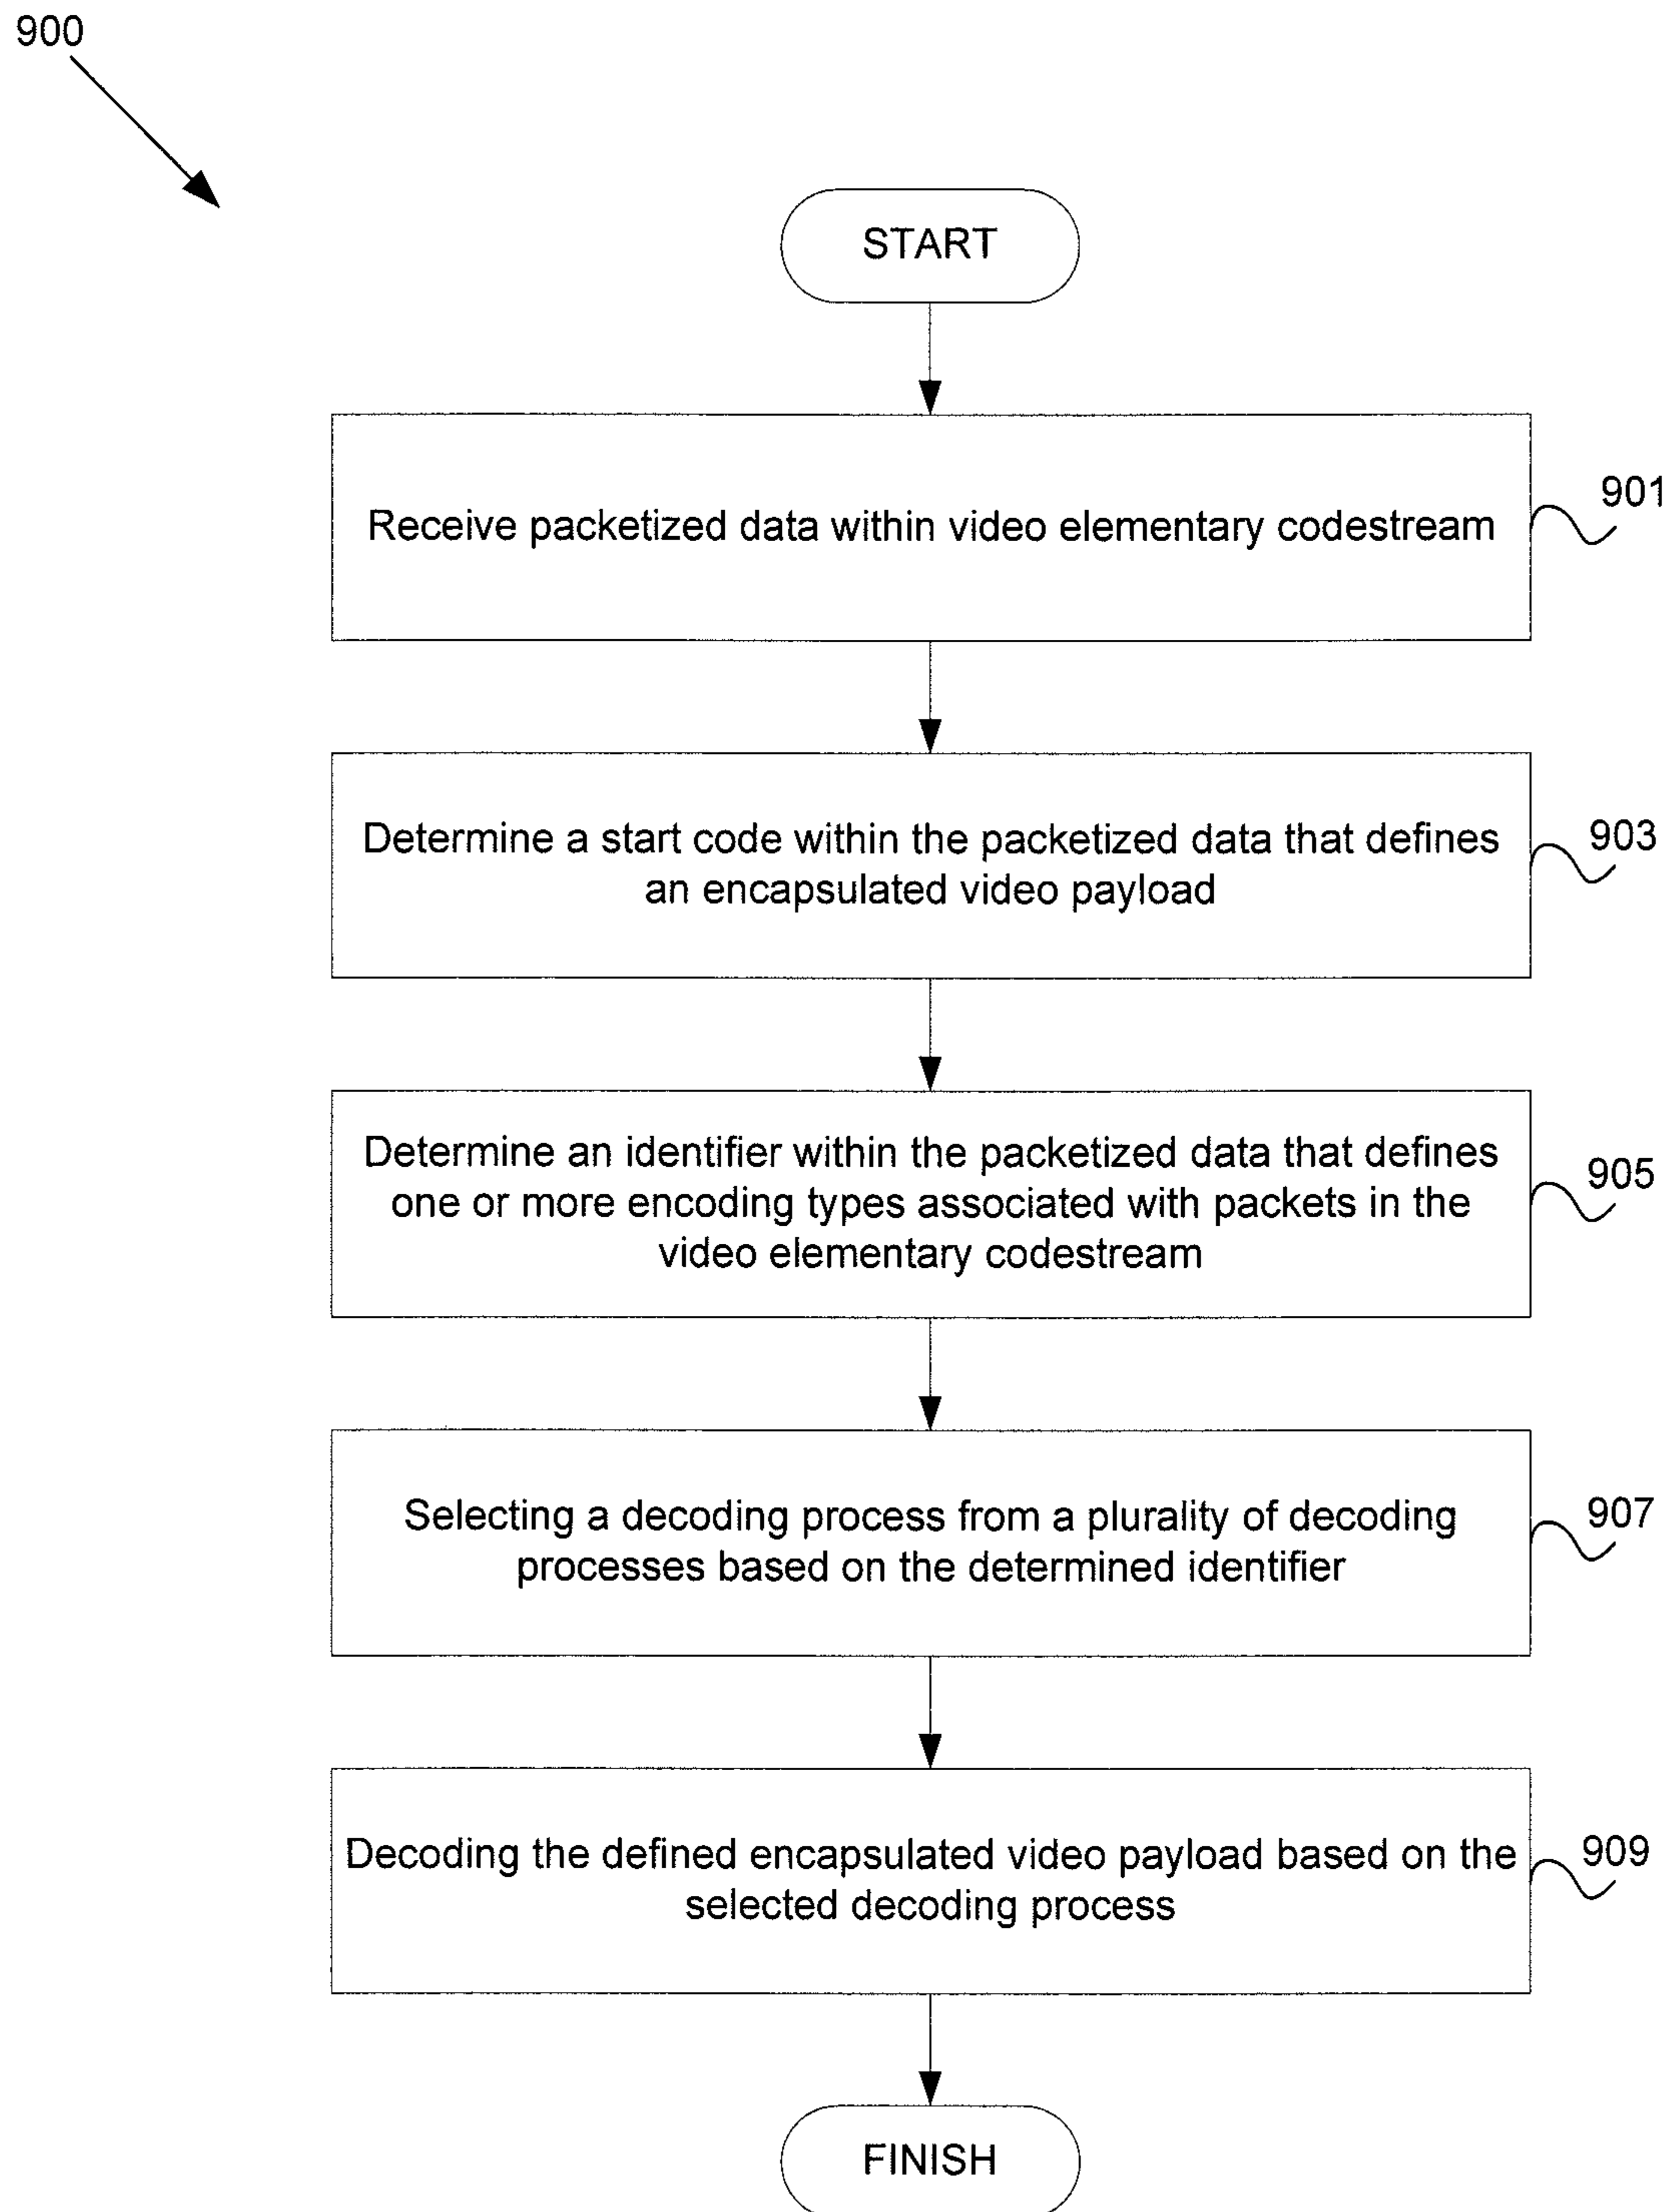 900
START
Receive packetized data within video elementary codestream
901
Determine a start code within the packetized data that defines
an encapsulated video payload
903
Determine an identifier within the packetized data that defines
one or more encoding types associated with packets in the
video elementary codestream
905
Selecting a decoding process from a plurality of decoding
processes based on the determined identifier
907
Decoding the defined encapsulated video payload based on the
selected decoding process
909
FINISH